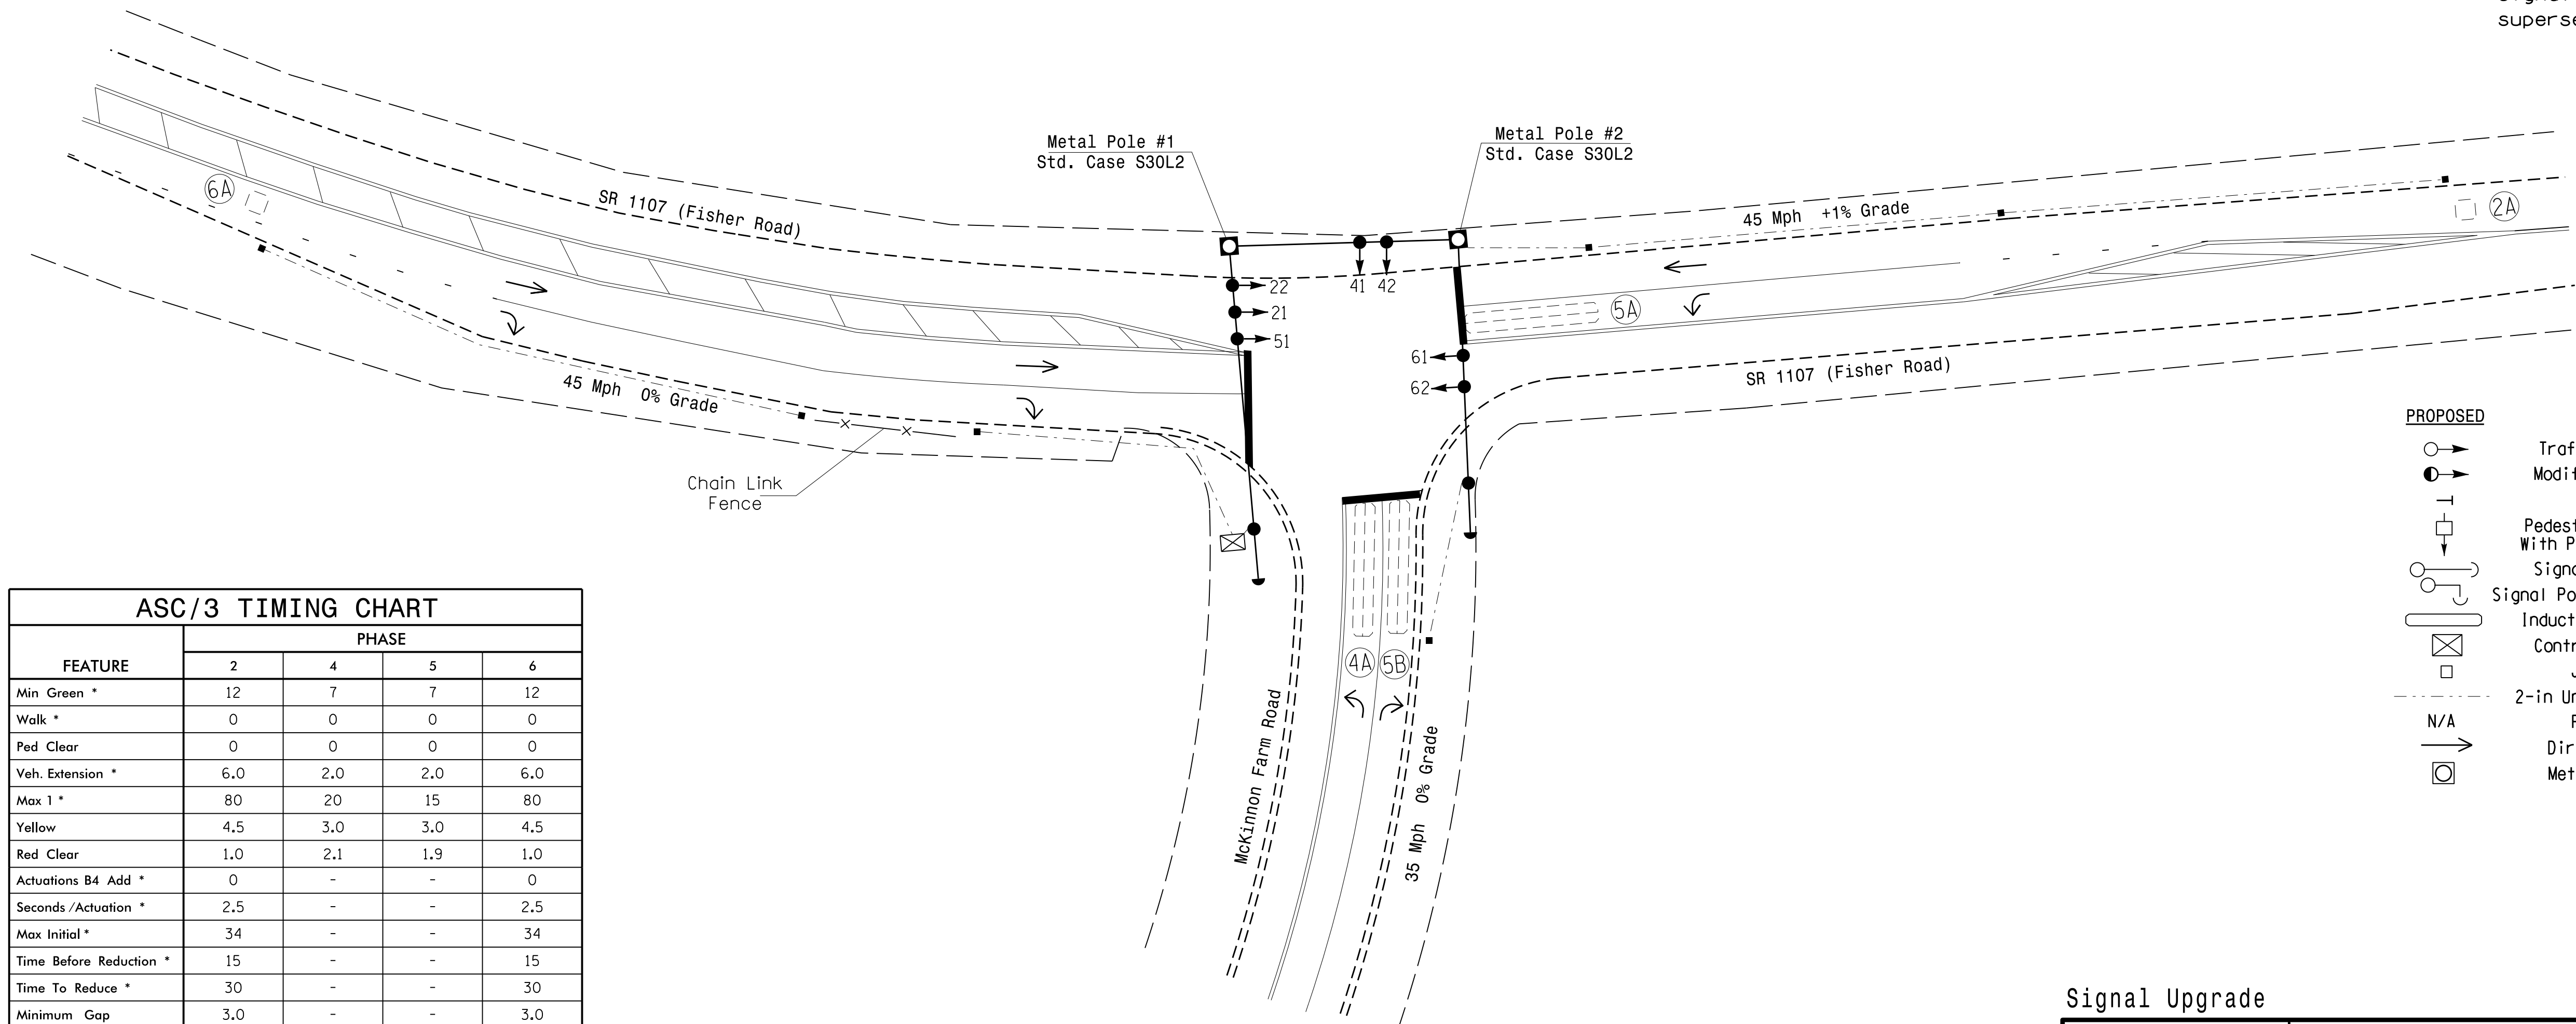 superse
Metal Pole #1
Std. Case S30L2
Metal Pole #2
Std. Case S30L2
6A
SR 1107 (Fisher Road)
45 Mph +1% Grade
2A
22
21
51
41 42
5A
61
62
SR 1107 (Fisher Road)
45 Mph 0% Grade
Chain Link
Fence
4A 5B
McKinnon Farm Road
35 Mph 0% Grade
PROPOSED
Traf
Modif
Pedest
With P
Signa
Signal Po
Induct
Contr
J
2-in Un
N/A
Dir
Met
ASC/3 TIMING CHART
PHASE
FEATURE 2 4 5 6
Min Green * 12 7 7 12
Walk * 0 0 0 0
Ped Clear 0 0 0 0
Veh. Extension * 6.0 2.0 2.0 6.0
Max 1 * 80 20 15 80
Yellow 4.5 3.0 3.0 4.5
Red Clear 1.0 2.1 1.9 1.0
Actuations B4 Add * 0 - - 0
Seconds /Actuation * 2.5 - - 2.5
Max Initial * 34 - - 34
Time Before Reduction * 15 - - 15
Time To Reduce * 30 - - 30
Minimum Gap 3.0 - - 3.0
Signal Upgrade